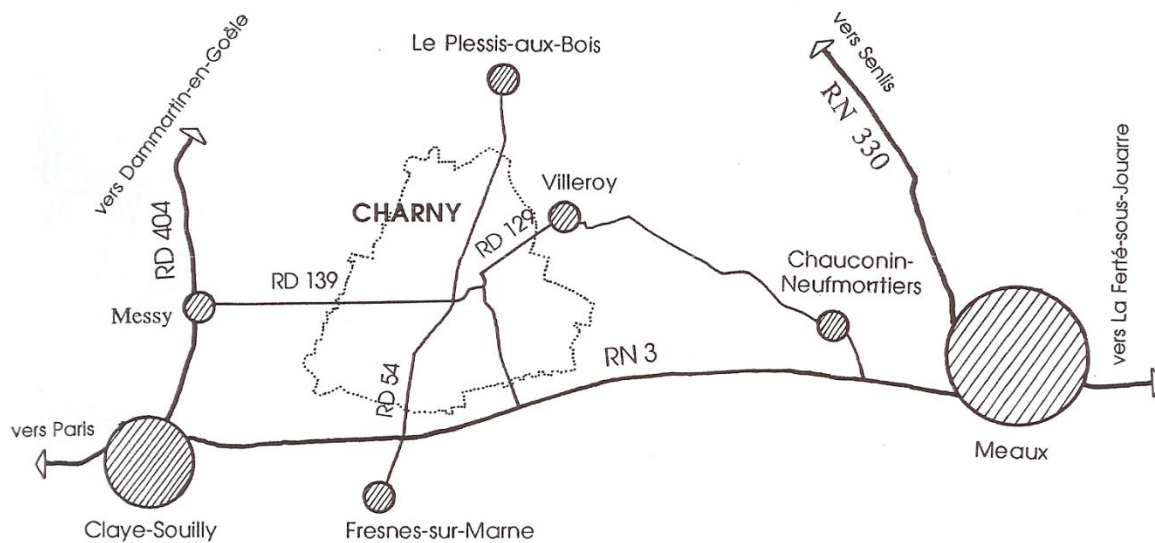 Le Plessis-aux-Bois
vers Dammartin-en-Goële
vers Senlis
RN 330
Villeroy
CHARNY
RD 129
RD 404
RD 139
Messy
Chauconin-
Neufmontiers
vers La Ferté-sous-Jouarre
RN 3
RD 54
vers Paris
Meaux
Claye-Souilly
Fresnes-sur-Marne